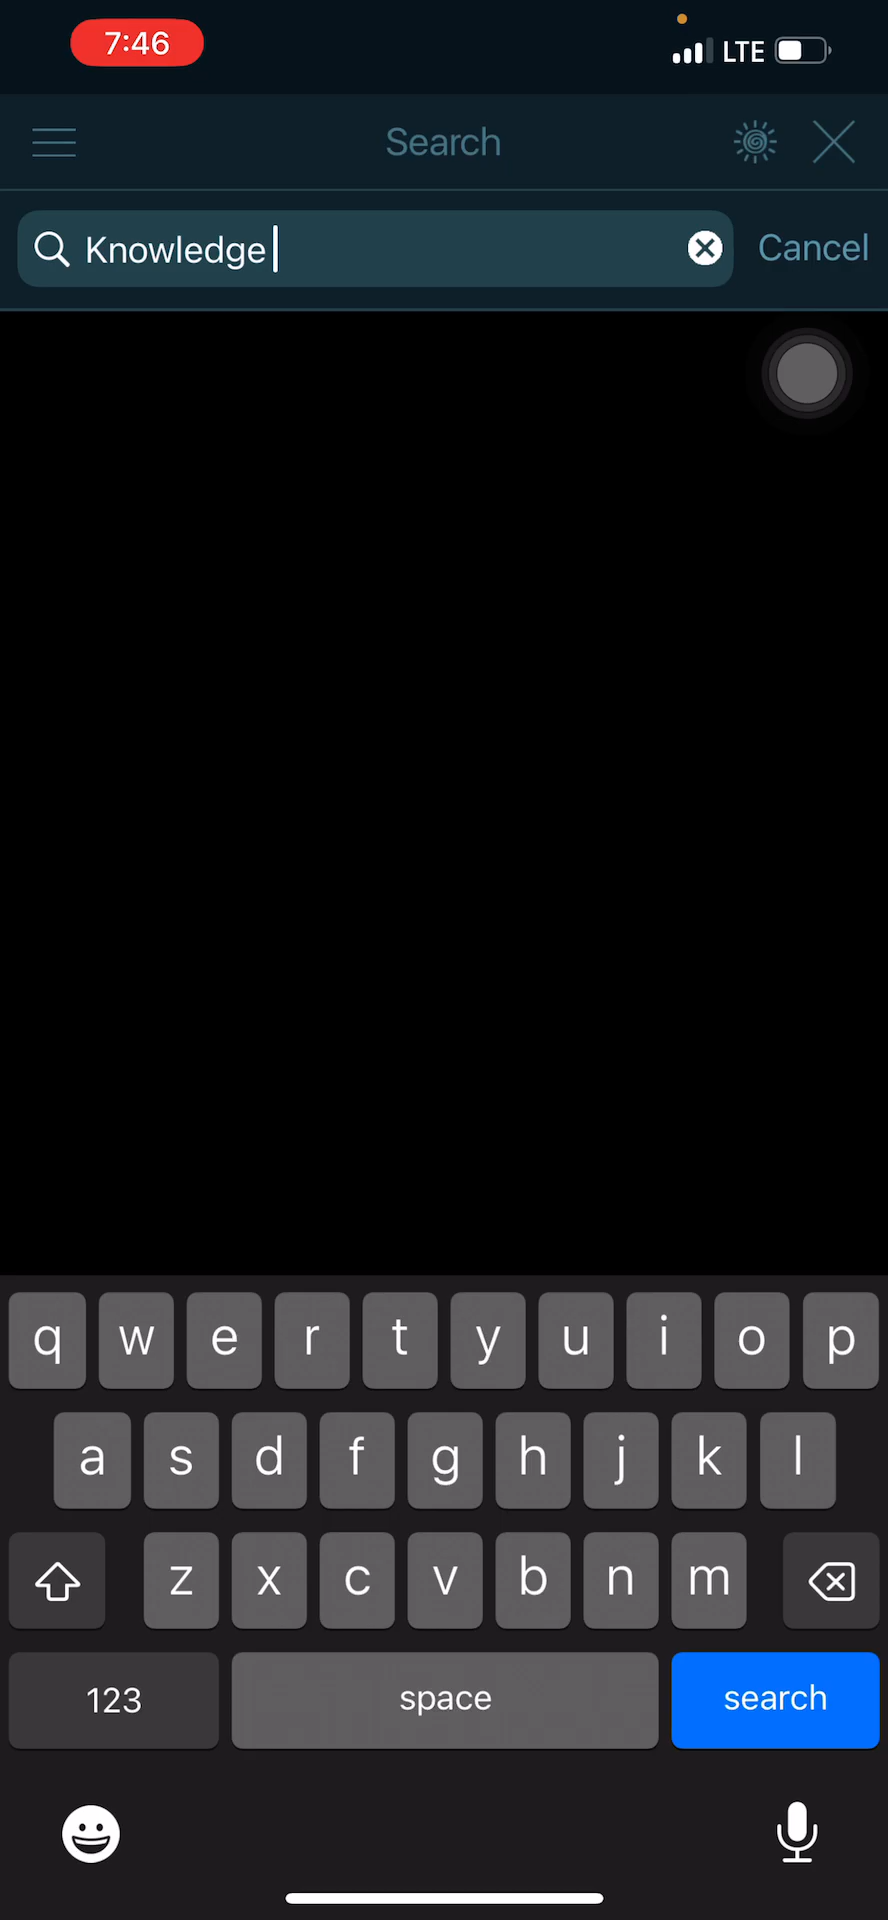 7:46
LTE
Search
Knowledge
Cancel
q w e r t y u i o p
a s d f g h j k l
z x c v b n m
123 space search